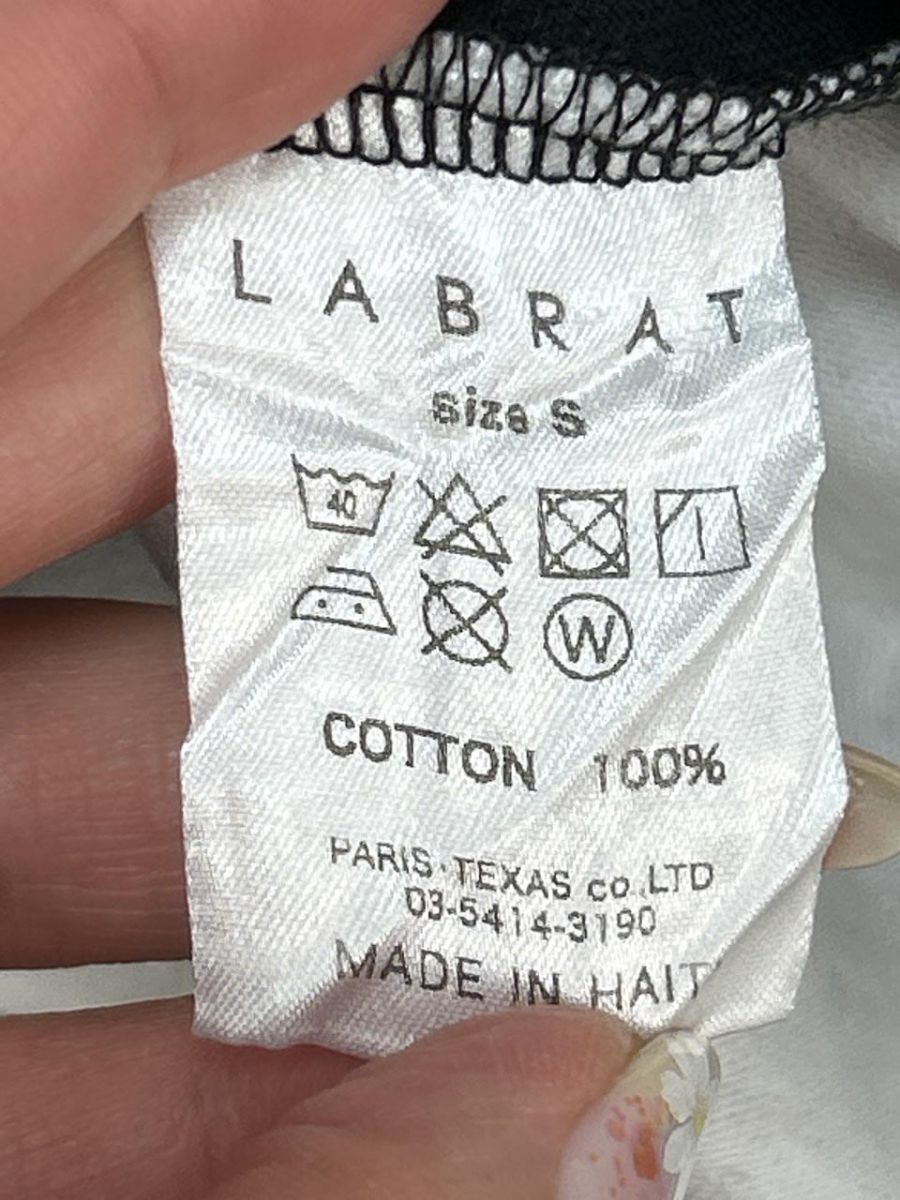 LABRAT
size S
40
W
COTTON 100%
PARIS·TEXAS co.,LTD
03-5414-3190
MADE IN HAITI